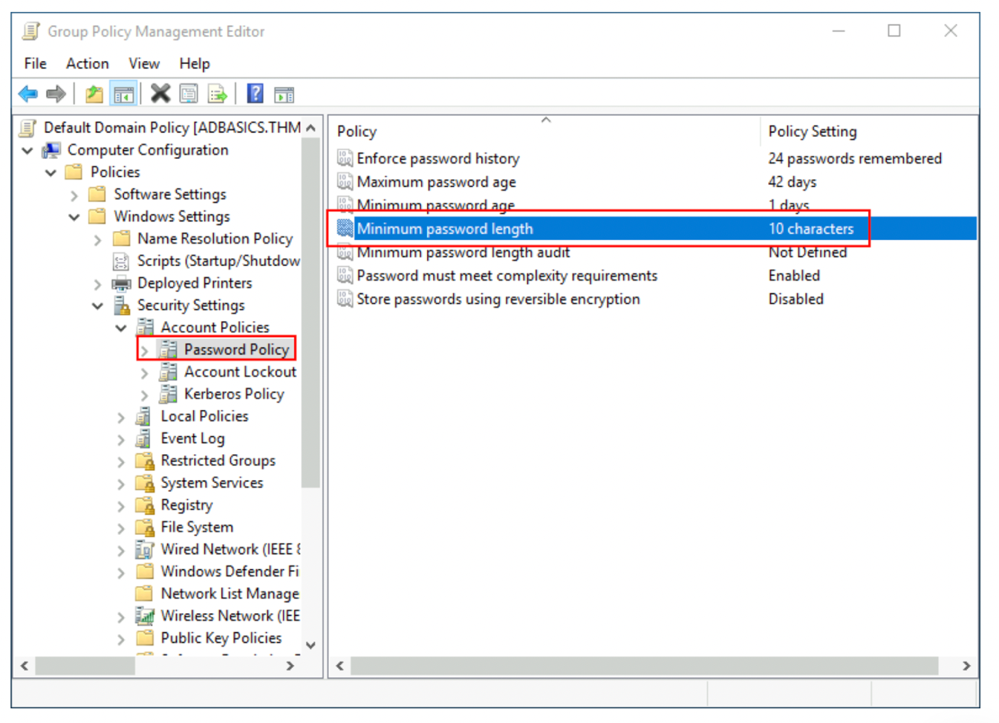 Group Policy Management Editor
File Action View Help
Default Domain Policy [ADBASICS.THM
Computer Configuration
Policies
Software Settings
Windows Settings
Name Resolution Policy
Scripts (Startup/Shutdow
Deployed Printers
Security Settings
Account Policies
Password Policy
Account Lockout
Kerberos Policy
Local Policies
Event Log
Restricted Groups
System Services
Registry
File System
Wired Network (IEEE 8
Windows Defender Fi
Network List Manage
Wireless Network (IEE
Public Key Policies
Policy Policy Setting
Enforce password history 24 passwords remembered
Maximum password age 42 days
Minimum password age 1 days
Minimum password length 10 characters
Minimum password length audit Not Defined
Password must meet complexity requirements Enabled
Store passwords using reversible encryption Disabled